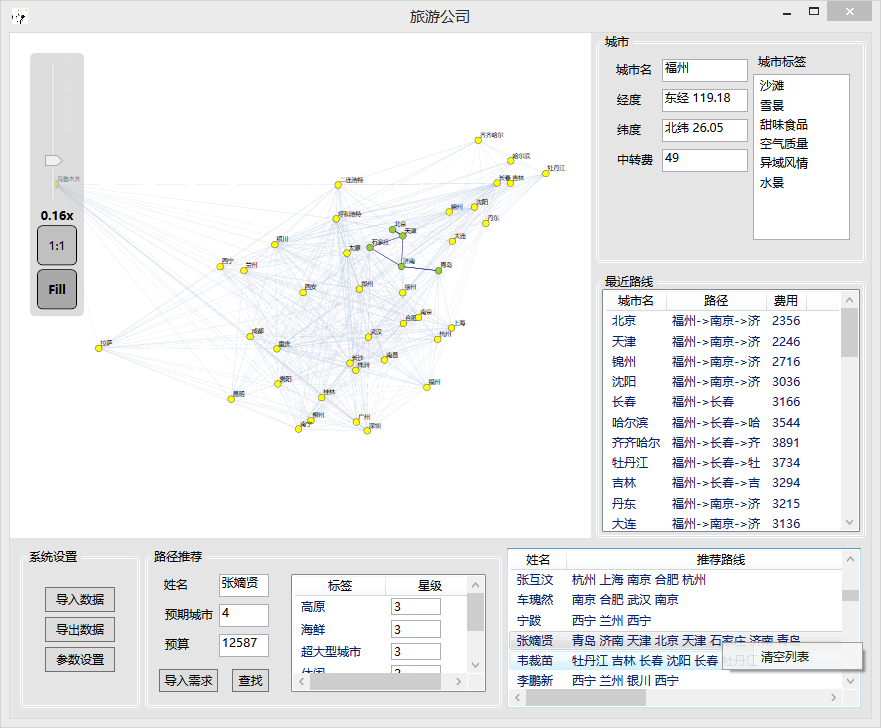 旅游公司
0.16x
1:1
Fill
乌鲁木齐
齐齐哈尔
哈尔滨
牡丹江
长春 吉林
二连浩特
锦州
沈阳
丹东
呼和浩特
北京
天津
大连
银川
太原
石家庄
济南
青岛
西宁
兰州
西安
郑州
徐州
合肥
南京
上海
杭州
成都
武汉
重庆
拉萨
南昌
长沙
株洲
贵阳
福州
昆明
桂林
柳州
南宁
广州
深圳
城市
城市名 福州
经度 东经 119.18
纬度 北纬 26.05
中转费 49
城市标签
沙滩
雪景
甜味食品
空气质量
异域风情
水景
最近路线
城市名 路径 费用
北京 福州->南京->济 2356
天津 福州->南京->济 2246
锦州 福州->南京->济 2716
沈阳 福州->南京->济 3036
长春 福州->长春 3166
哈尔滨 福州->长春->哈 3544
齐齐哈尔 福州->长春->齐 3891
牡丹江 福州->长春->牡 3734
吉林 福州->长春->吉 3294
丹东 福州->南京->济 3215
大连 福州->南京->济 3136
系统设置
导入数据
导出数据
参数设置
路径推荐
姓名 张嫡贤
预期城市 4
预算 12587
导入需求 查找
标签 星级
高原 3
海鲜 3
超大型城市 3
休闲
姓名 推荐路线
张互汶 杭州 上海 南京 合肥 杭州
车瑰然 南京 合肥 武汉 南京
宁跋 西宁 兰州 西宁
张嫡贤 青岛 济南 天津 北京 天津 石家庄 济南 青岛
韦裁苗 牡丹江 吉林 长春 沈阳 长春 牡丹江
李鹏新 西宁 兰州 银川 西宁
清空列表